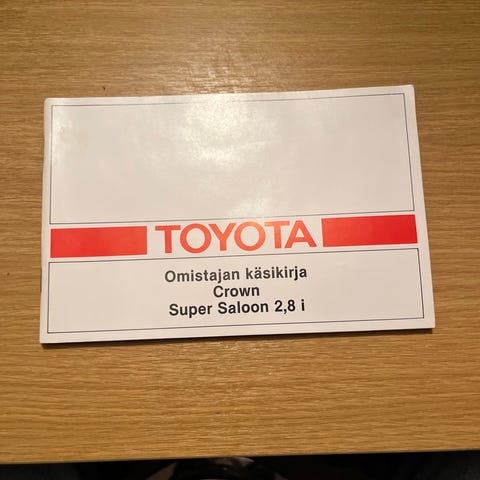 TOYOTA
Omistajan käsikirja
Crown
Super Saloon 2,8 i